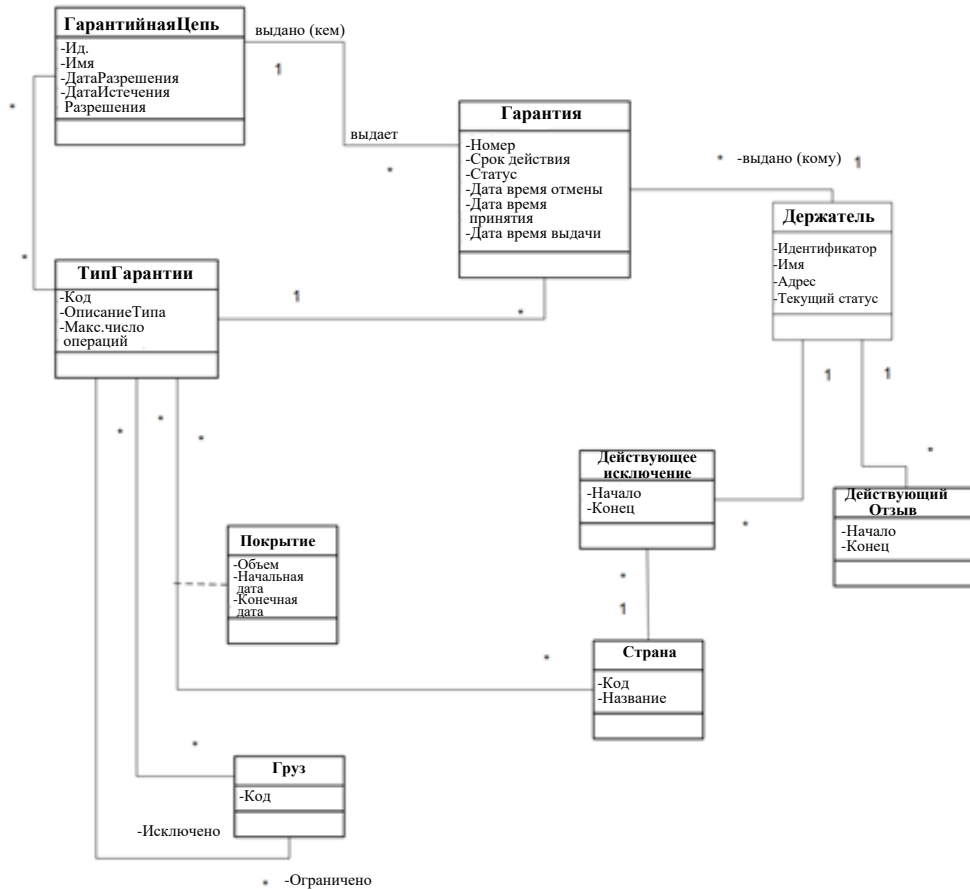 ГарантийнаяЦепь
-Ид.
-Имя
-ДатаРазрешения
-ДатаИстечения
Разрешения
выдано (кем)
1
*
выдает
*
Гарантия
-Номер
-Срок действия
-Статус
-Дата время отмены
-Дата время
принятия
-Дата время выдачи
* -выдано (кому) 1
Держатель
-Идентификатор
-Имя
-Адрес
-Текущий статус
*
ТипГарантии
-Код
-ОписаниеТипа
-Макс.число
операций
1
*
1
1
* * *
*
Действующее
исключение
-Начало
-Конец
*
Действующий
Отзыв
-Начало
-Конец
Покрытие
-Объем
-Начальная
дата
-Конечная
дата
*
1
*
Страна
-Код
-Название
*
Груз
-Код
-Исключено
* -Ограничено